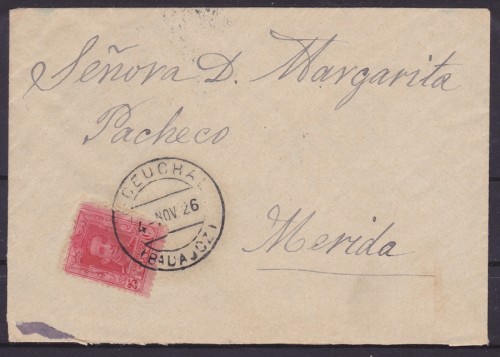 Señora D. Margarita
Pacheco
CEUCHAL
NOV 26
(BADAJOZ)
Merida